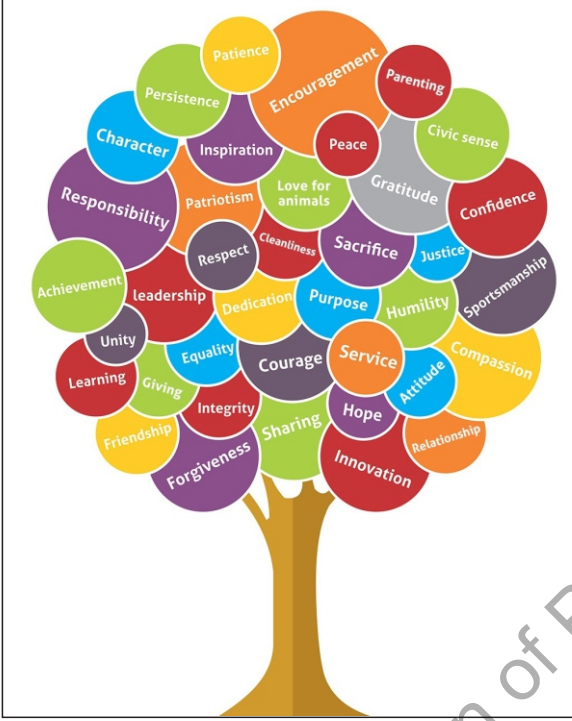 Patience
Encouragement
Parenting
Persistence
Civic sense
Character
Inspiration
Peace
Responsibility
Patriotism
Love for
animals
Gratitude
Confidence
Respect
Cleanliness
Sacrifice
Justice
Sportsmanship
Achievement
leadership
Dedication
Purpose
Humility
Unity
Equality
Courage
Service
Compassion
Learning
Giving
Attitude
Integrity
Hope
Friendship
Sharing
Relationship
Forgiveness
Innovation
n of P